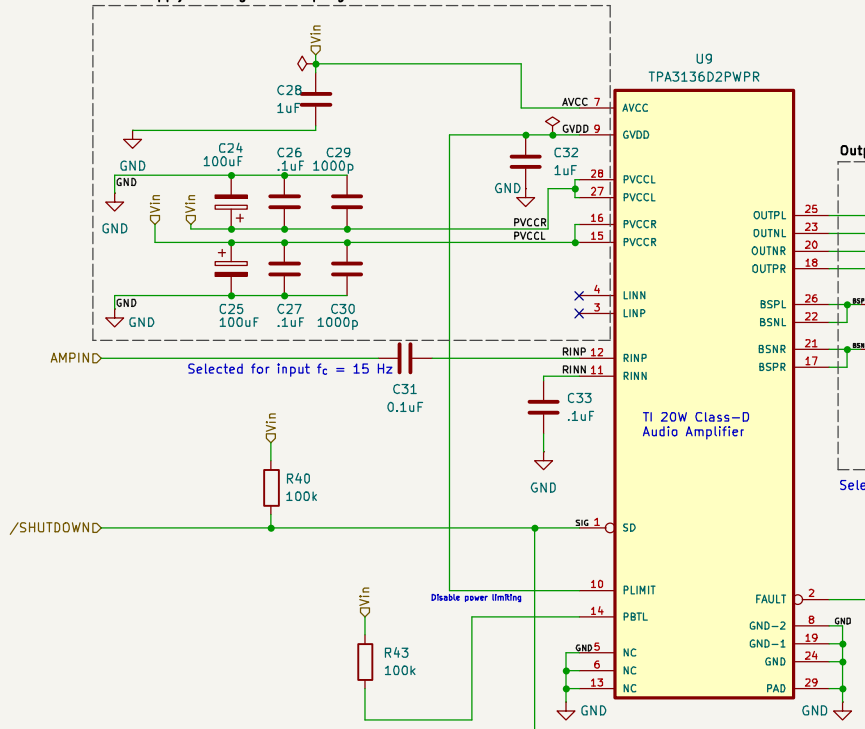 Vin
U9
TPA3136D2PWPR
C28
1uF
AVCC 7 AVCC
GVDD 9 GVDD
GND
C24
100uF
C26
.1uF
C29
1000p
C32
1uF
GND
GND
GND
Vin
Vin
28 PVCCL
27 PVCCL
PVCCR
PVCCL
16 PVCCR
15 PVCCR
OUTPL 25
OUTNL 23
OUTNR 20
OUTPR 18
GND
GND
C25
100uF
C27
.1uF
C30
1000p
4 LINN
3 LINP
BSPL 26
BSNL 22
BSNR 21
BSPR 17
BSP
BSN
AMPIN
Selected for input fc = 15 Hz
C31
0.1uF
RINP 12 RINP
RINN 11 RINN
C33
.1uF
GND
TI 20W Class-D
Audio Amplifier
Vin
R40
100k
/SHUTDOWN
SIG 1 SD
10 PLIMIT
Disable power limiting
14 PBTL
Vin
R43
100k
GND 5 NC
6 NC
13 NC
GND
FAULT 2
GND-2 8 GND
GND-1 19
GND 24
PAD 29
GND
Outp
Sele